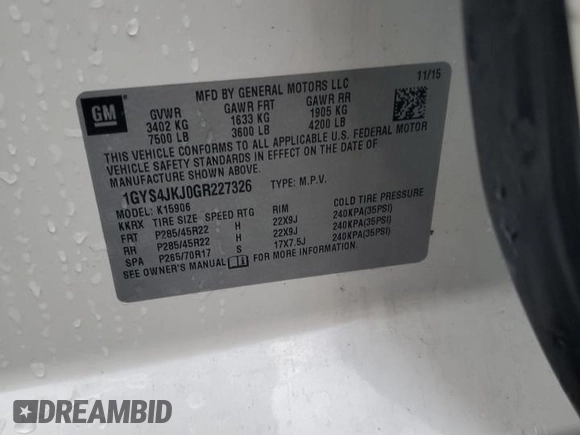 GM
MFD BY GENERAL MOTORS LLC 11/15
GVWR GAWR FRT GAWR RR
3402 KG 1633 KG 1905 KG
7500 LB 3600 LB 4200 LB
THIS VEHICLE CONFORMS TO ALL APPLICABLE U.S. FEDERAL MOTOR
VEHICLE SAFETY STANDARDS IN EFFECT ON THE DATE OF
MANUFACTURE SHOWN ABOVE.
1GYS4JKJ0GR227326 TYPE: M.P.V.
MODEL: K15906
KKRX TIRE SIZE SPEED RTG RIM COLD TIRE PRESSURE
FRT P285/45R22 H 22X9J 240KPA(35PSI)
RR P285/45R22 H 22X9J 240KPA(35PSI)
SPA P265/70R17 S 17X7.5J 240KPA(35PSI)
SEE OWNER'S MANUAL FOR MORE INFORMATION.
DREAMBID